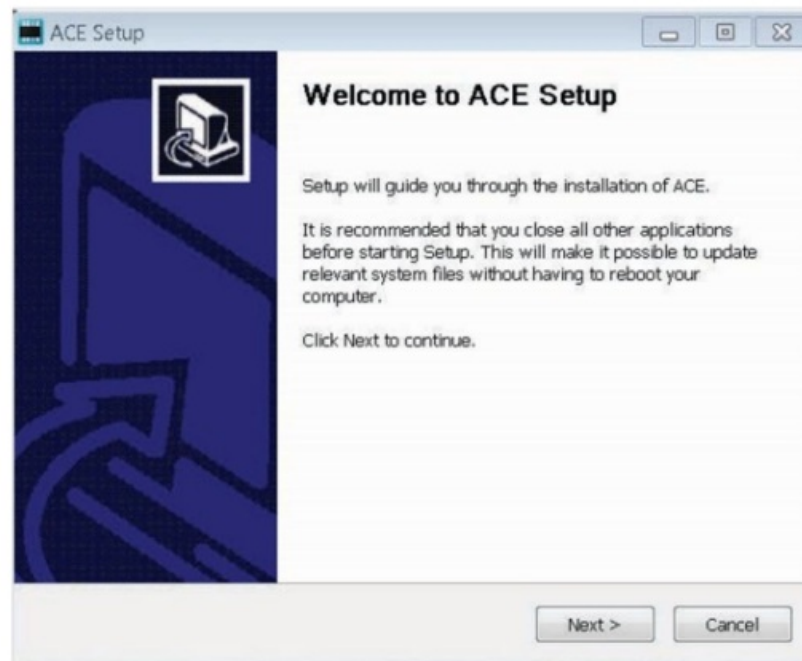 ACE Setup
Welcome to ACE Setup
Setup will guide you through the installation of ACE.
It is recommended that you close all other applications
before starting Setup. This will make it possible to update
relevant system files without having to reboot your
computer.
Click Next to continue.
Next >
Cancel